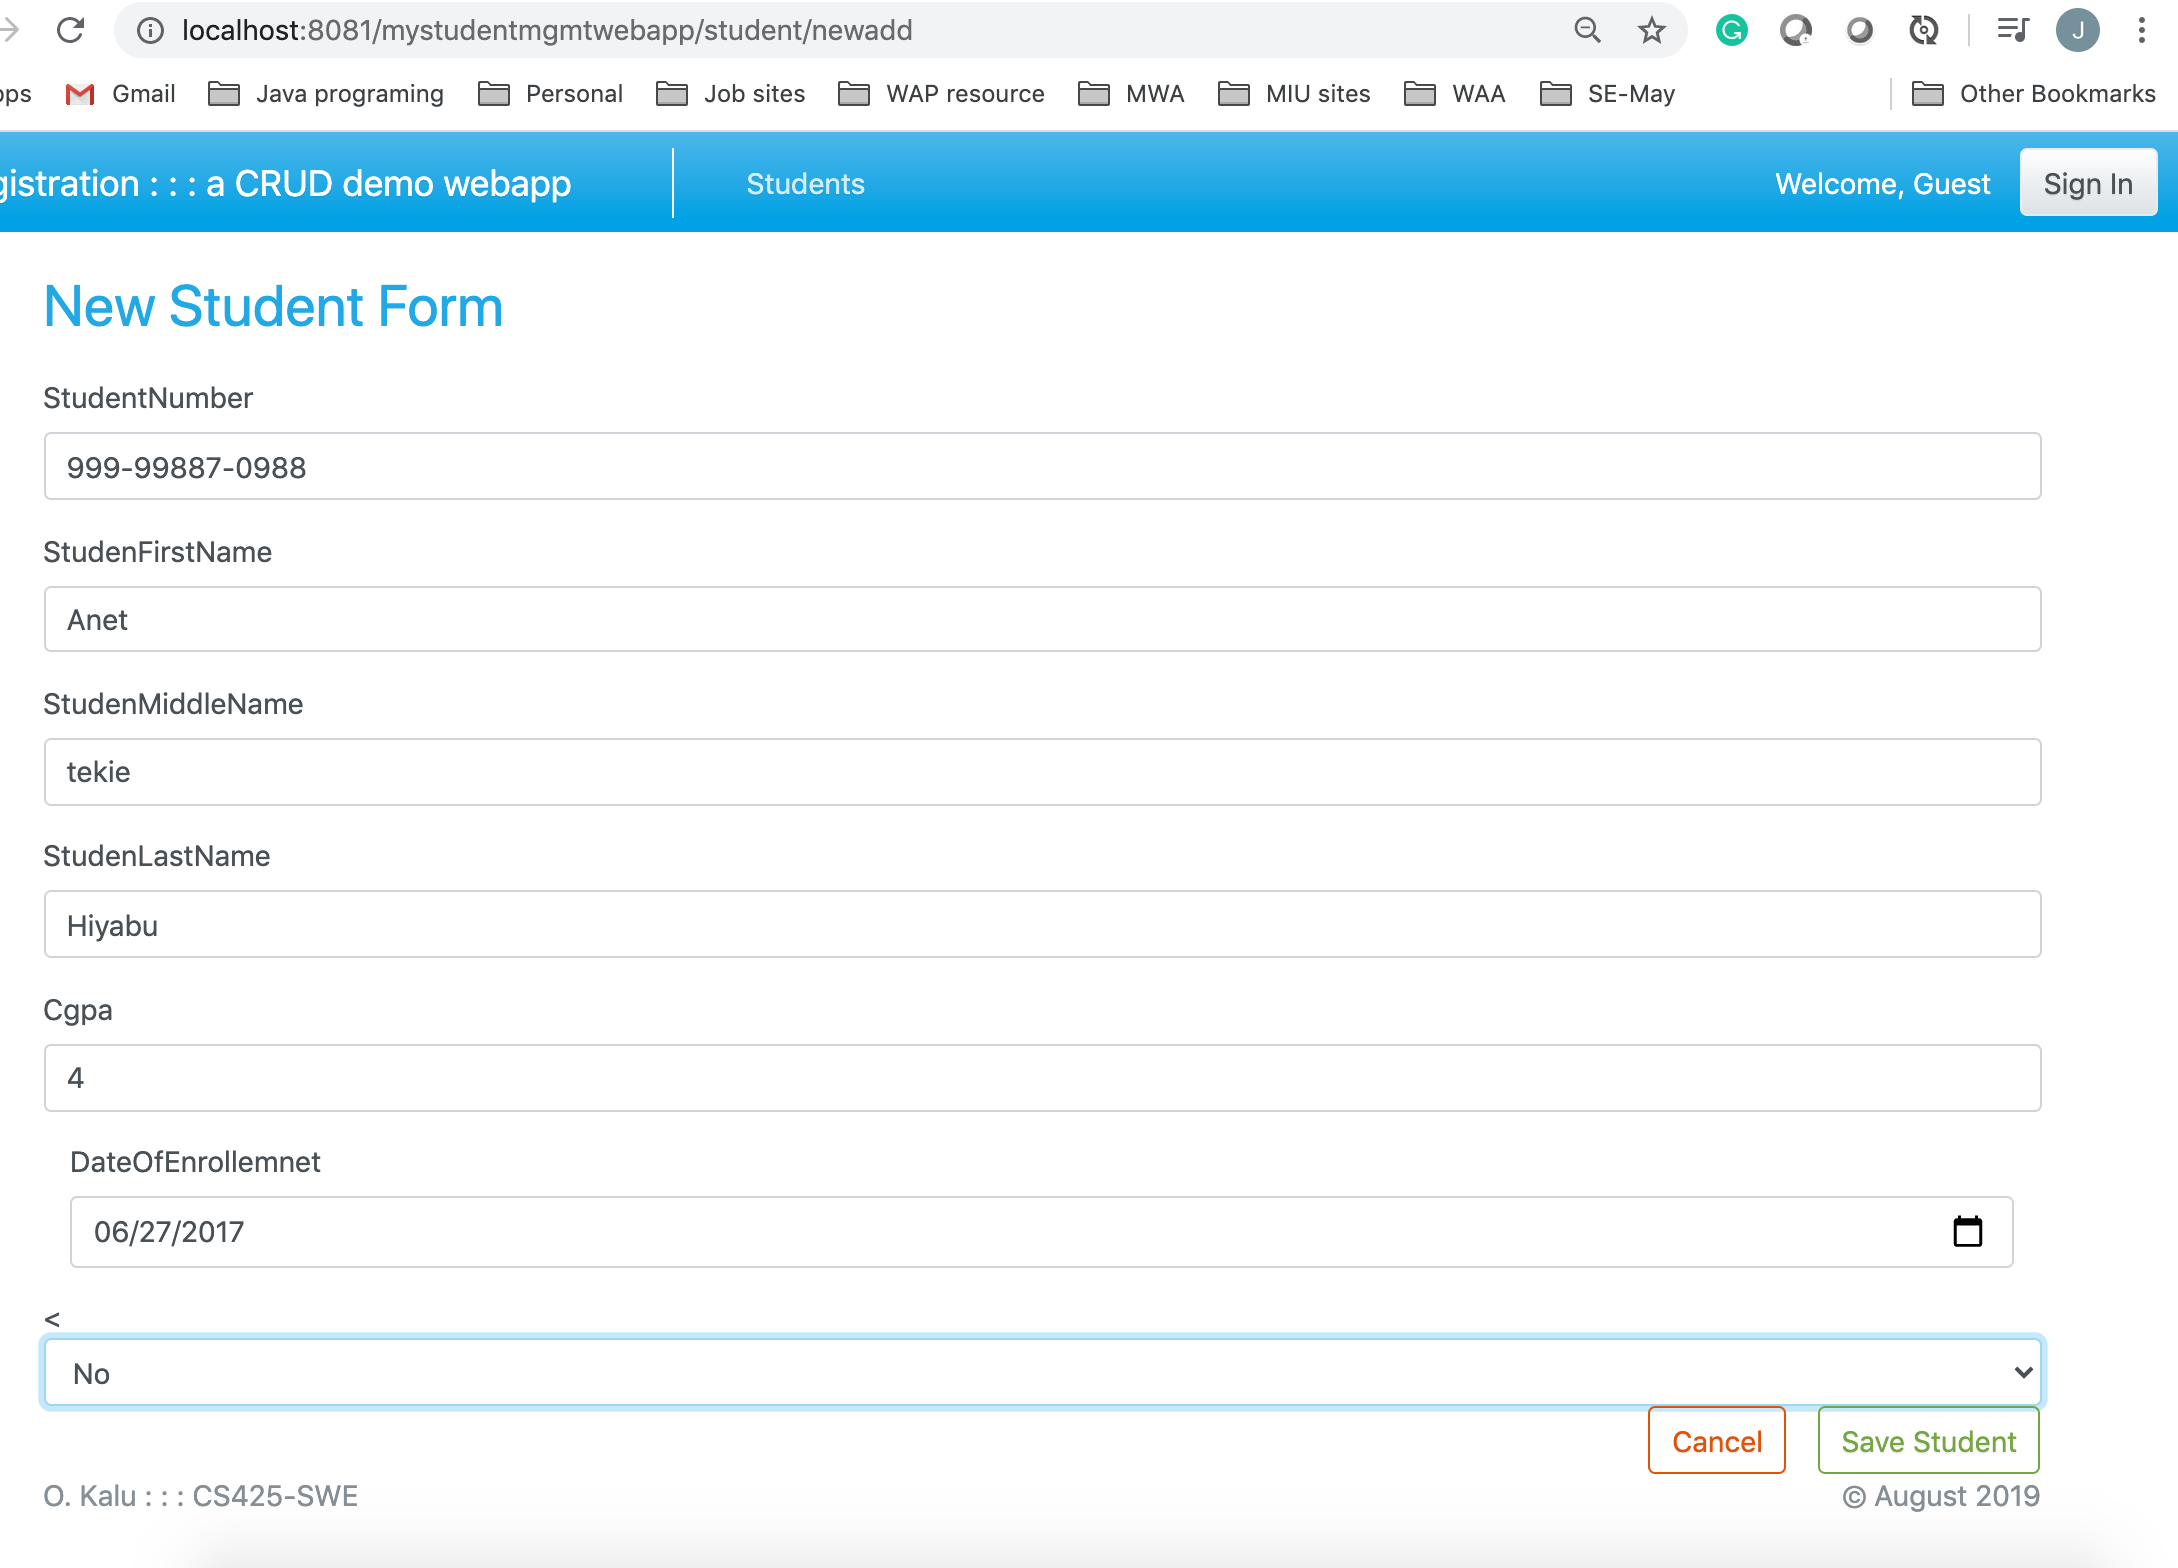 localhost:8081/mystudentmgmtwebapp/student/newadd
Gmail Java programing Personal Job sites WAP resource MWA MIU sites WAA SE-May Other Bookmarks
a CRUD demo webapp Students Welcome, Guest Sign In
New Student Form
StudentNumber
999-99887-0988
StudenFirstName
Anet
StudenMiddleName
tekie
StudenLastName
Hiyabu
Cgpa
4
DateOfEnrollemnet
06/27/2017
<
No
Cancel Save Student
O. Kalu : : : CS425-SWE © August 2019